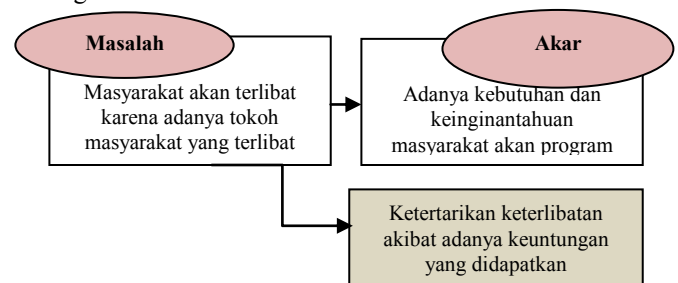 Masalah
Masyarakat akan terlibat
karena adanya tokoh
masyarakat yang terlibat
Akar
Adanya kebutuhan dan
keinginantahuan
masyarakat akan program
Ketertarikan keterlibatan
akibat adanya keuntungan
yang didapatkan